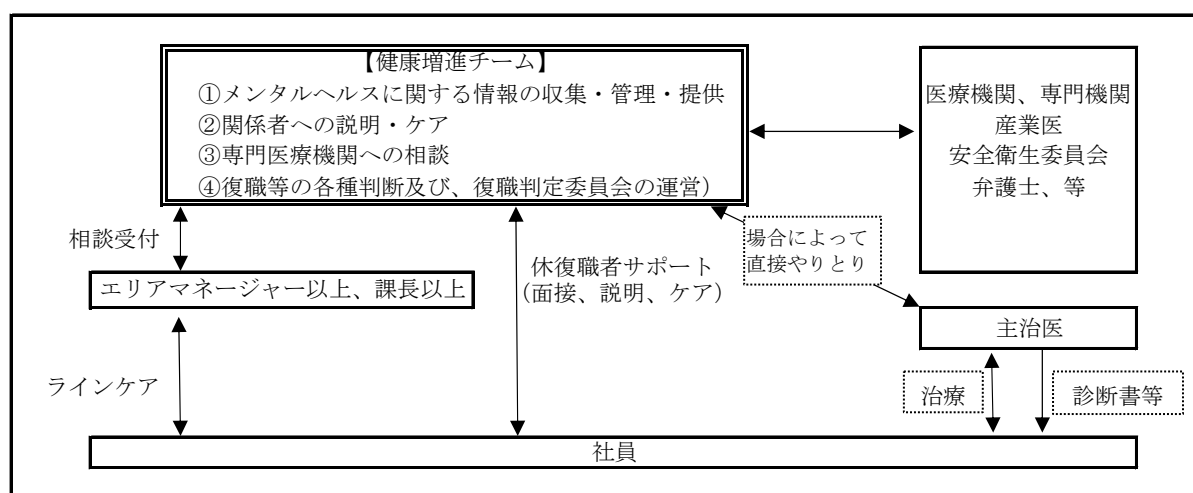 【健康増進チーム】
①メンタルヘルスに関する情報の収集・管理・提供
②関係者への説明・ケア
③専門医療機関への相談
④復職等の各種判断及び、復職判定委員会の運営)
医療機関、専門機関
産業医
安全衛生委員会
弁護士、等
相談受付
場合によって
直接やりとり
休復職者サポート
(面接、説明、ケア)
エリアマネージャー以上、課長以上
主治医
ラインケア
治療
診断書等
社員